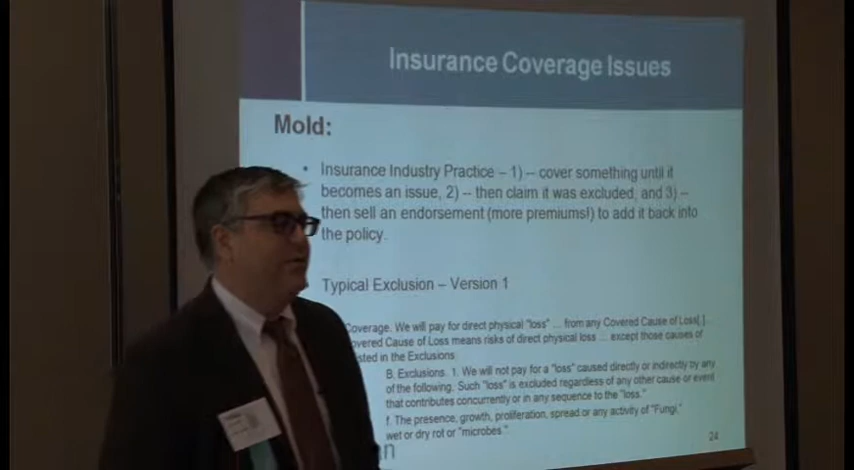 Insurance Coverage Issues
Mold:
• Insurance Industry Practice – 1) – cover something until it
becomes an issue, 2) – then claim it was excluded, and 3) –
then sell an endorsement (more premiums!) to add it back into
the policy.
Typical Exclusion – Version 1
Coverage. We will pay for direct physical "loss" ... from any Covered Cause of Loss[.]...
overed Cause of Loss means risks of direct physical loss ... except those causes of
sted in the Exclusions:
B. Exclusions. 1. We will not pay for a "loss" caused directly or indirectly by any
of the following. Such "loss" is excluded regardless of any other cause or event
that contributes concurrently or in any sequence to the "loss."
f. The presence, growth, proliferation, spread or any activity of "Fungi,"
wet or dry rot or "microbes."
24
an